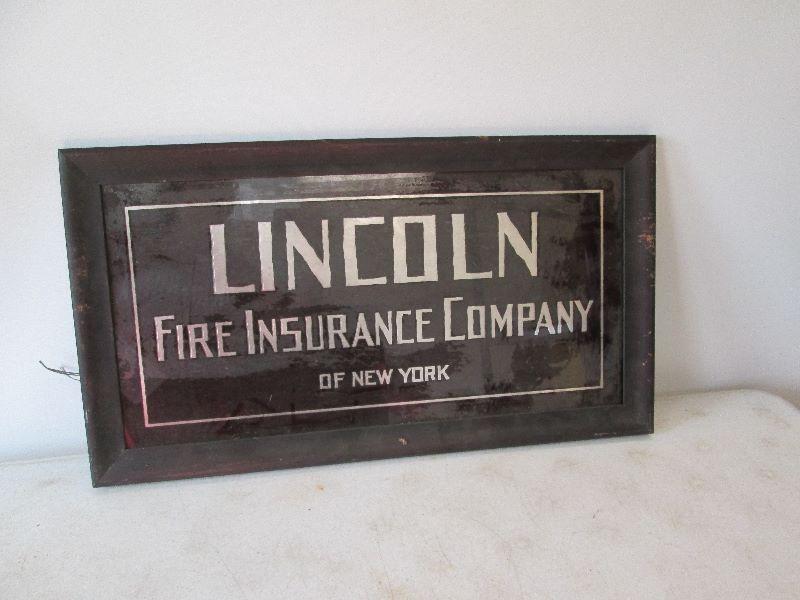 LINCOLN
FIRE INSURANCE COMPANY
OF NEW YORK